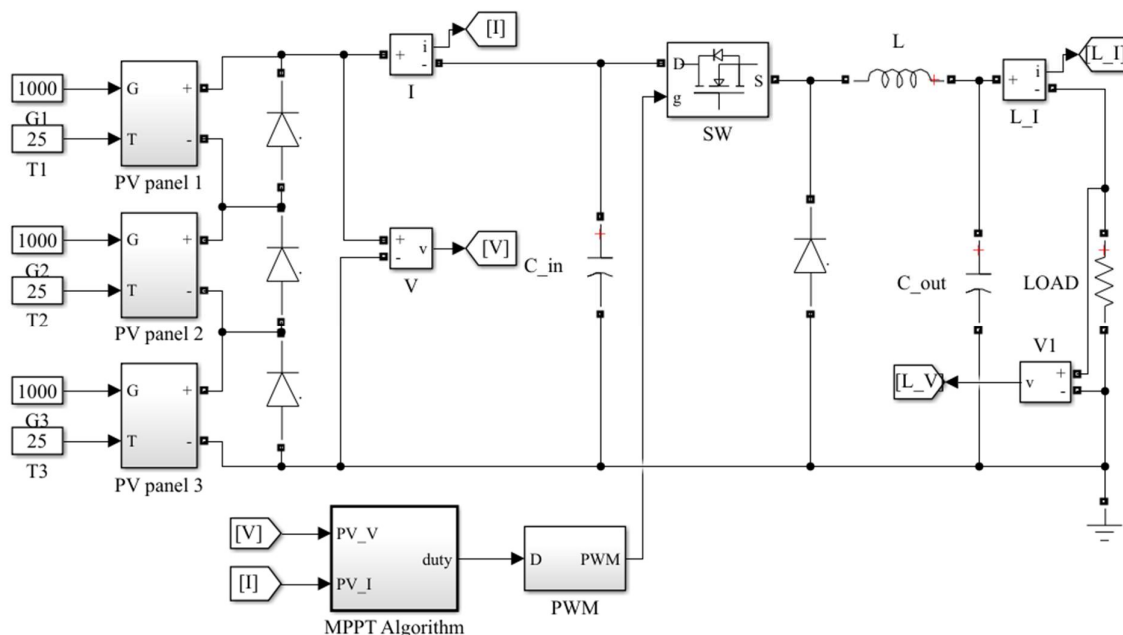 [I]
+
i
-
I
L
[L_I]
+
i
-
L_I
D
g
S
SW
1000
G1
25
T1
G
+
T
-
PV panel 1
1000
G2
25
T2
G
+
T
-
PV panel 2
+
-
v
V
[V]
C_in
C_out
LOAD
V1
+
-
v
[L_V]
1000
G3
25
T3
G
+
T
-
PV panel 3
[V]
[I]
PV_V
PV_I
duty
MPPT Algorithm
D
PWM
PWM